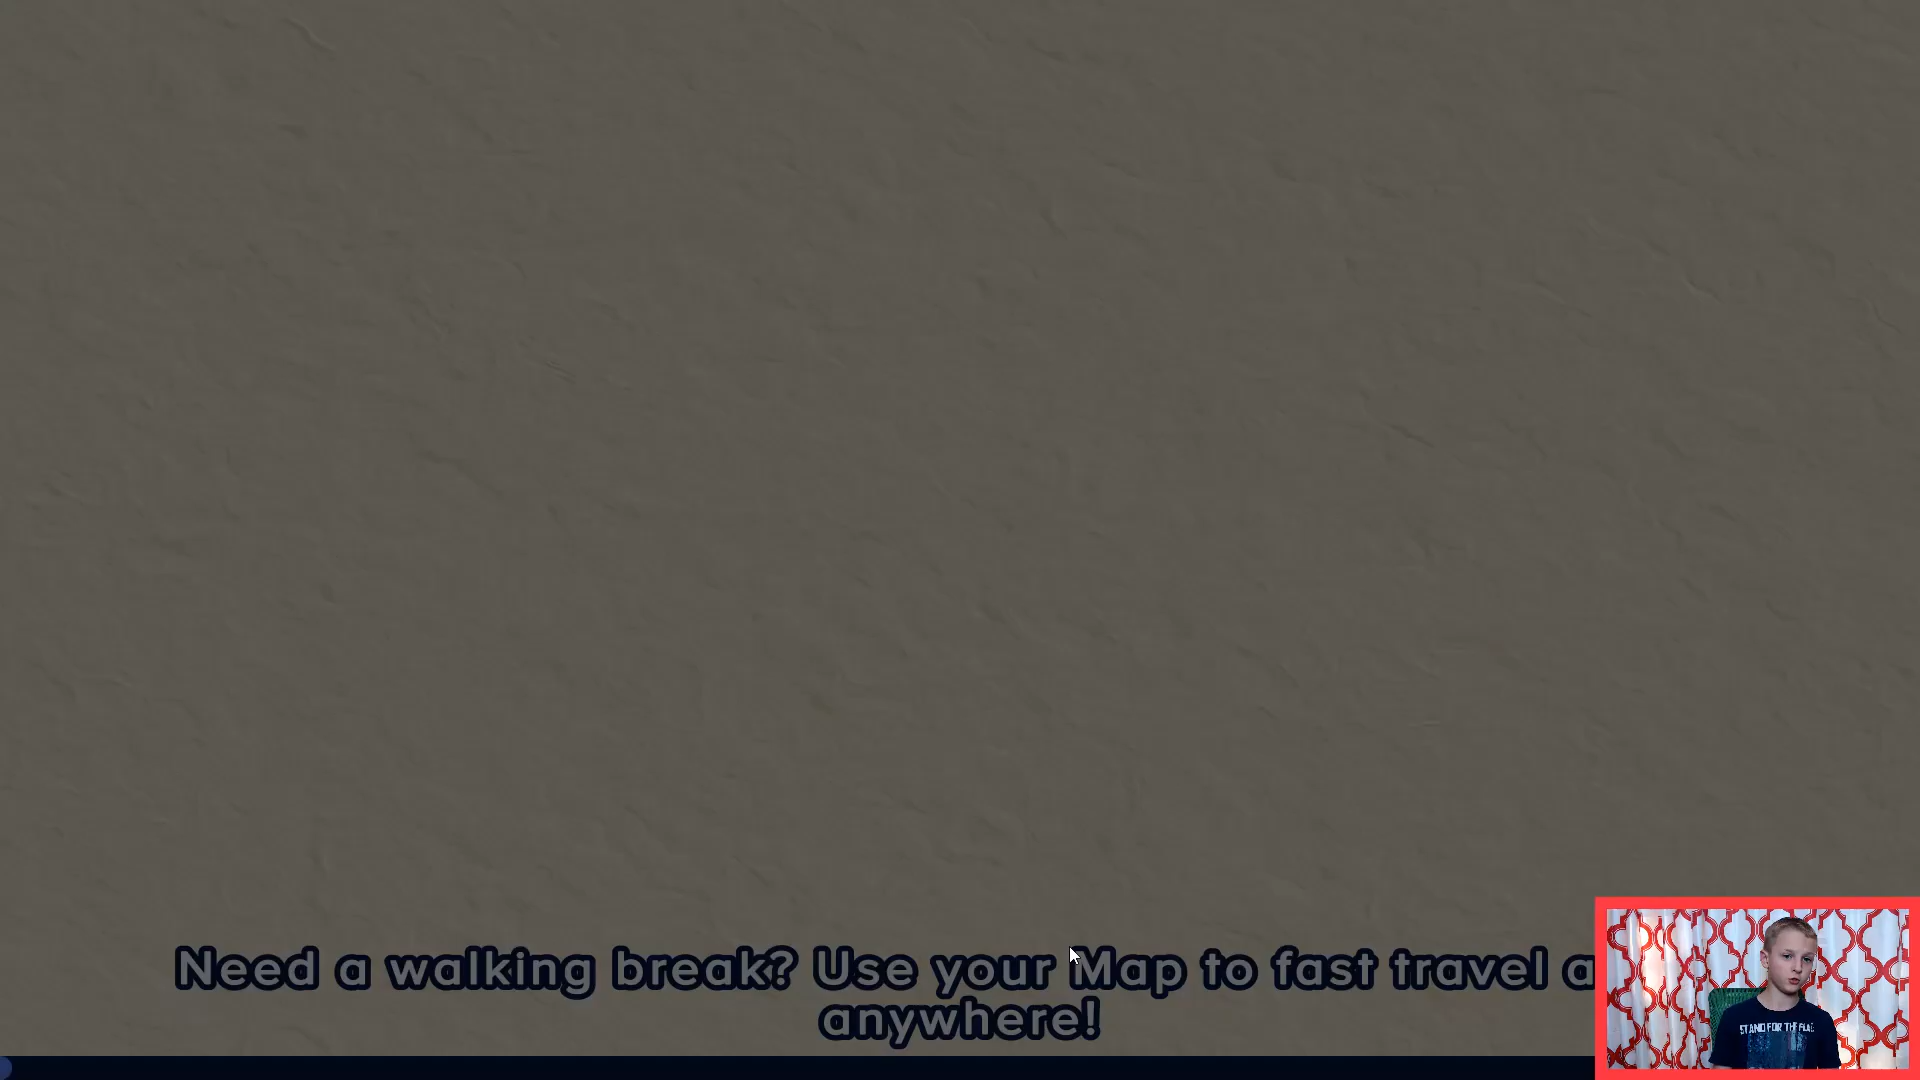 Need a walking break? Use your Map to fast travel a
anywhere!
STAND FOR THE FLAG